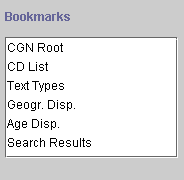 Bookmarks
CGN Root
CD List
Text Types
Geogr. Disp.
Age Disp.
Search Results